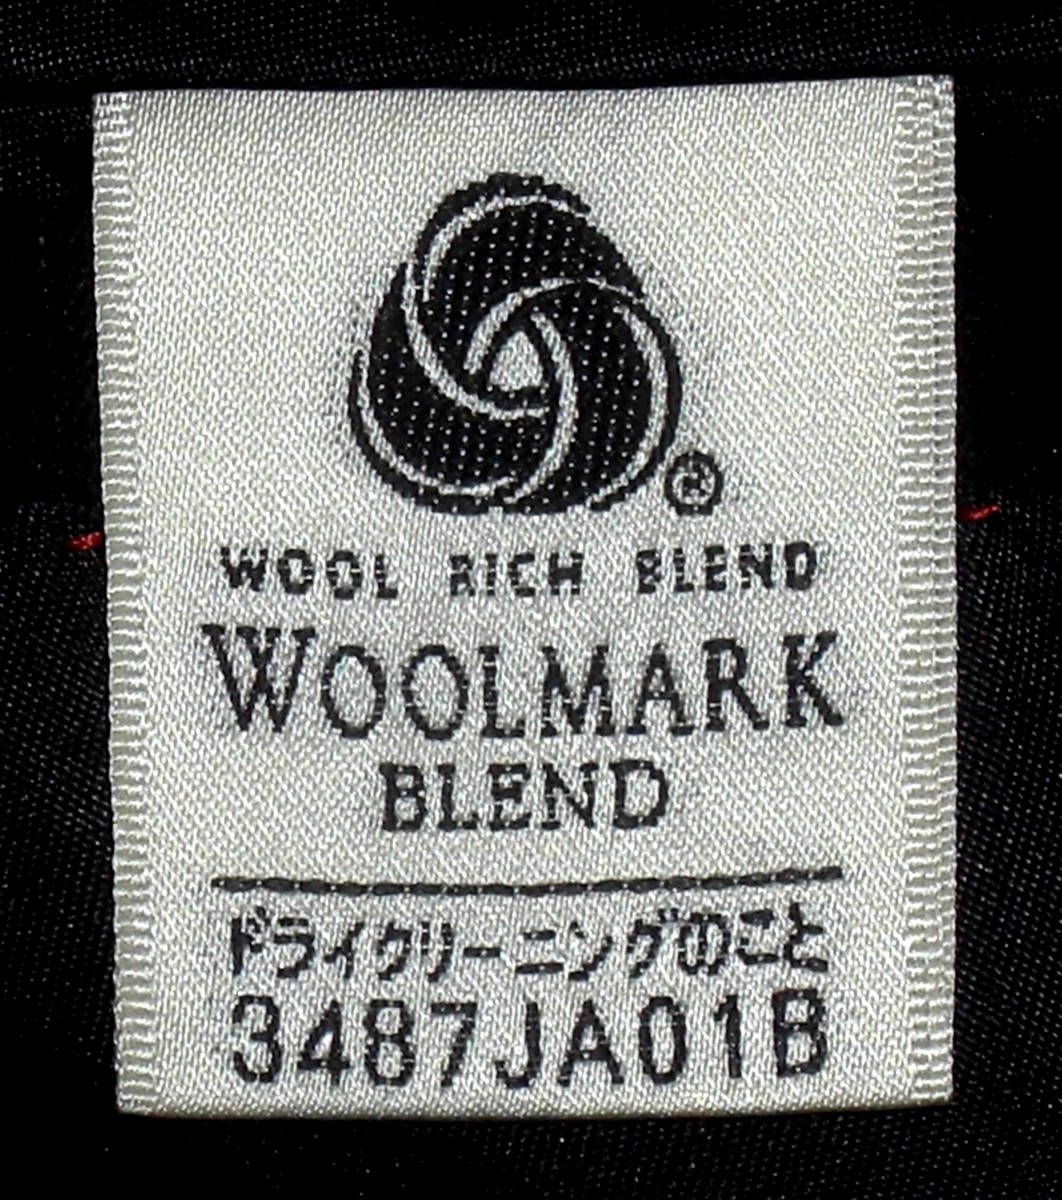 ®
WOOL RICH BLEND
WOOLMARK
BLEND
ドライクリーニングのこと
3487JA01B